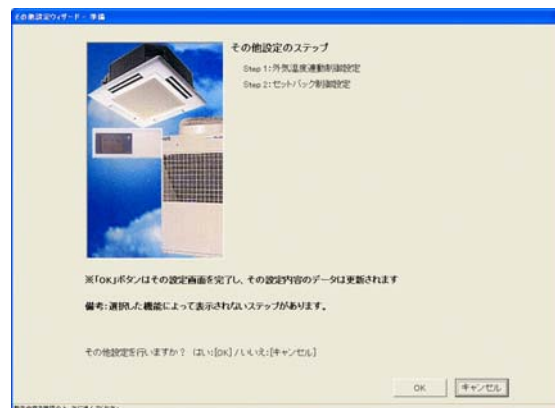 その他設定ウィザード - 準備
その他設定のステップ
Step 1:外気温度連動制御設定
Step 2:セットバック制御設定
※「OK」ボタンはその設定画面を完了し、その設定内容のデータは更新されます
備考:選択した機能によって表示されないステップがあります。
その他設定を行いますか? (はい:[OK] / いいえ:[キャンセル]
OK
キャンセル